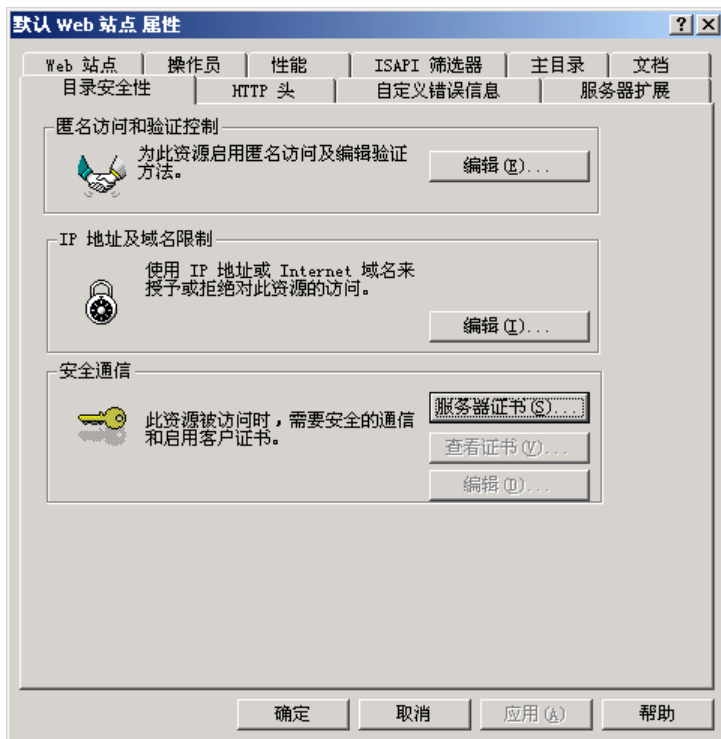 默认 Web 站点 属性
Web 站点 操作员 性能 ISAPI 筛选器 主目录 文档
目录安全性 HTTP 头 自定义错误信息 服务器扩展
匿名访问和验证控制
为此资源启用匿名访问及编辑验证
方法。
编辑(E)...
IP 地址及域名限制
使用 IP 地址或 Internet 域名来
授予或拒绝对此资源的访问。
编辑(I)...
安全通信
此资源被访问时，需要安全的通信
和启用客户证书。
服务器证书(S)...
查看证书(V)...
编辑(D)...
确定 取消 应用(A) 帮助